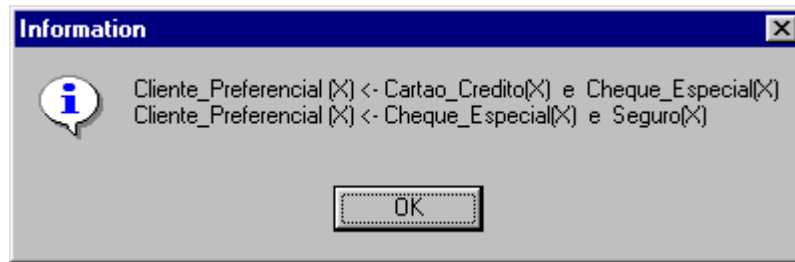 Information
Cliente_Preferencial (X) <- Cartao_Credito(X) e Cheque_Especial(X)
Cliente_Preferencial (X) <- Cheque_Especial(X) e Seguro(X)
OK